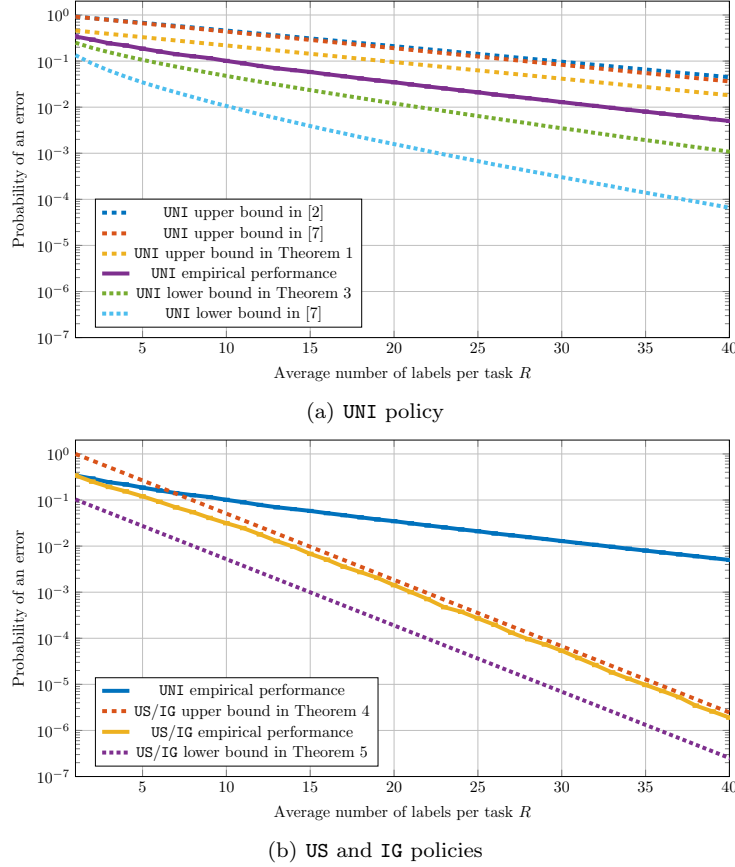 10^0
10^−1
10^−2
10^−3
10^−4
10^−5
10^−6
10^−7
Probability of an error
UNI upper bound in [2]
UNI upper bound in [7]
UNI upper bound in Theorem 1
UNI empirical performance
UNI lower bound in Theorem 3
UNI lower bound in [7]
5 10 15 20 25 30 35 40
Average number of labels per task R
(a) UNI policy
10^0
10^−1
10^−2
10^−3
10^−4
10^−5
10^−6
10^−7
Probability of an error
UNI empirical performance
US/IG upper bound in Theorem 4
US/IG empirical performance
US/IG lower bound in Theorem 5
5 10 15 20 25 30 35 40
Average number of labels per task R
(b) US and IG policies